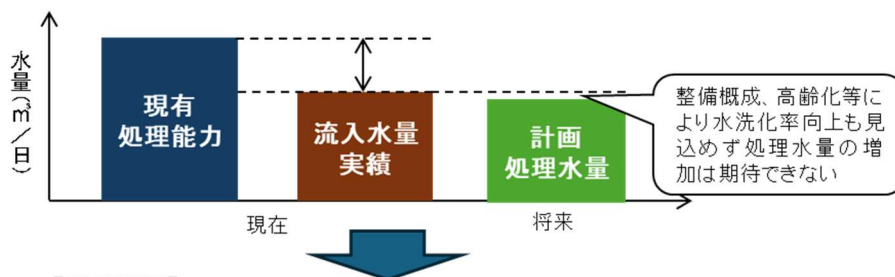 水量(㎥/日)
現有
処理能力
流入水量
実績
計画
処理水量
整備概成、高齢化等に
より水洗化率向上も見
込めず処理水量の増
加は期待できない
現在
将来